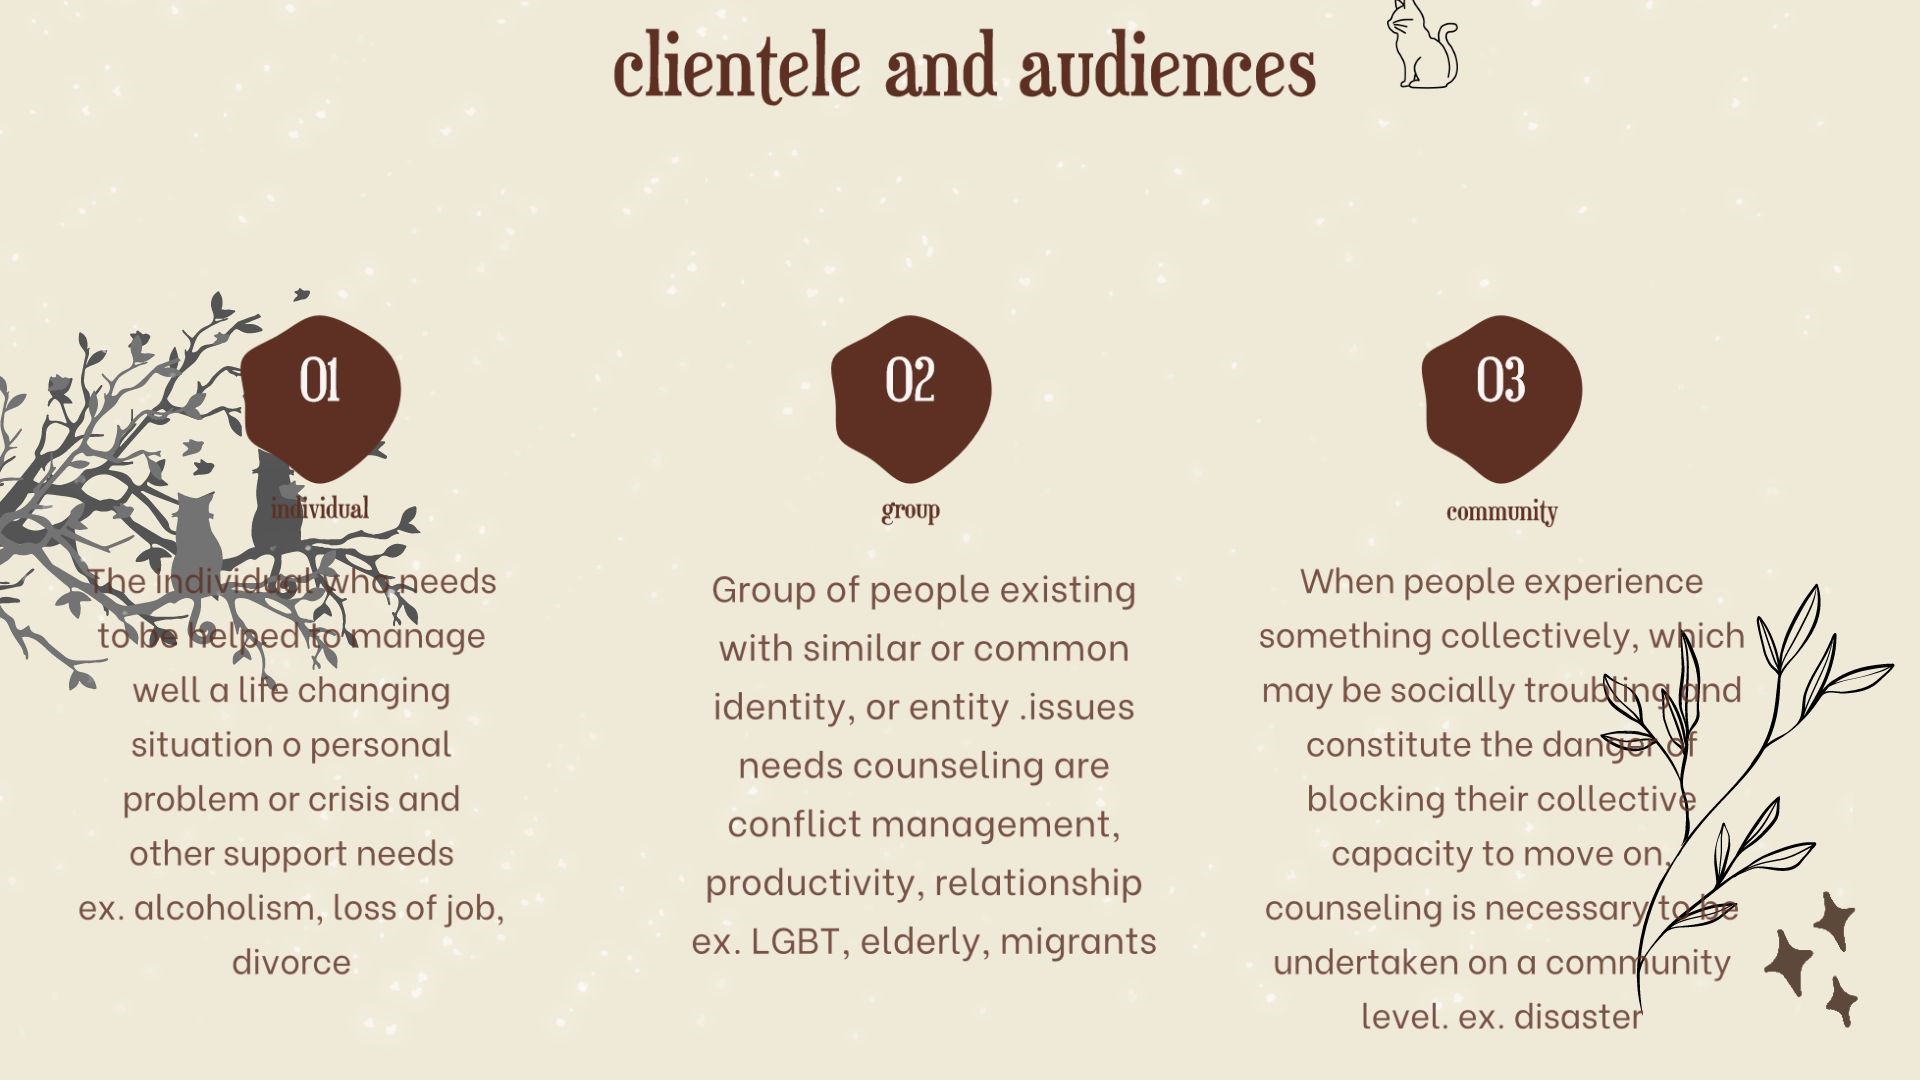 clientele and audiences
01
individual
The individual who needs
to be helped to manage
well a life changing
situation o personal
problem or crisis and
other support needs
ex. alcoholism, loss of job,
divorce
02
group
Group of people existing
with similar or common
identity, or entity .issues
needs counseling are
conflict management,
productivity, relationship
ex. LGBT, elderly, migrants
03
community
When people experience
something collectively, which
may be socially troubling and
constitute the danger of
blocking their collective
capacity to move on,
counseling is necessary to be
undertaken on a community
level. ex. disaster